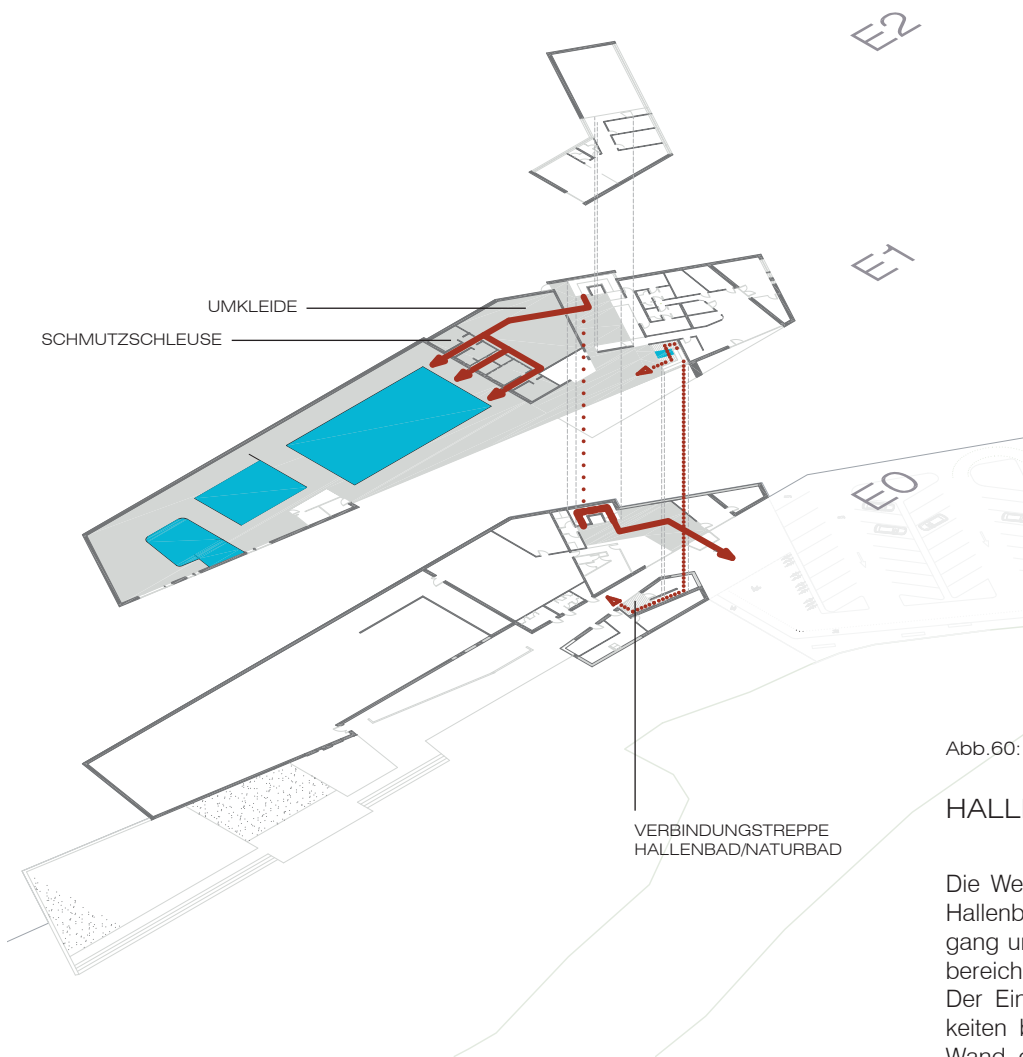 E2
E1
UMKLEIDE
SCHMUTZSCHLEUSE
E0
VERBINDUNGSTREPPE
HALLENBAD/NATURBAD
Abb.60:
HALL
Die We
Hallenb
gang u
bereich
Der Ein
keiten b
Wand